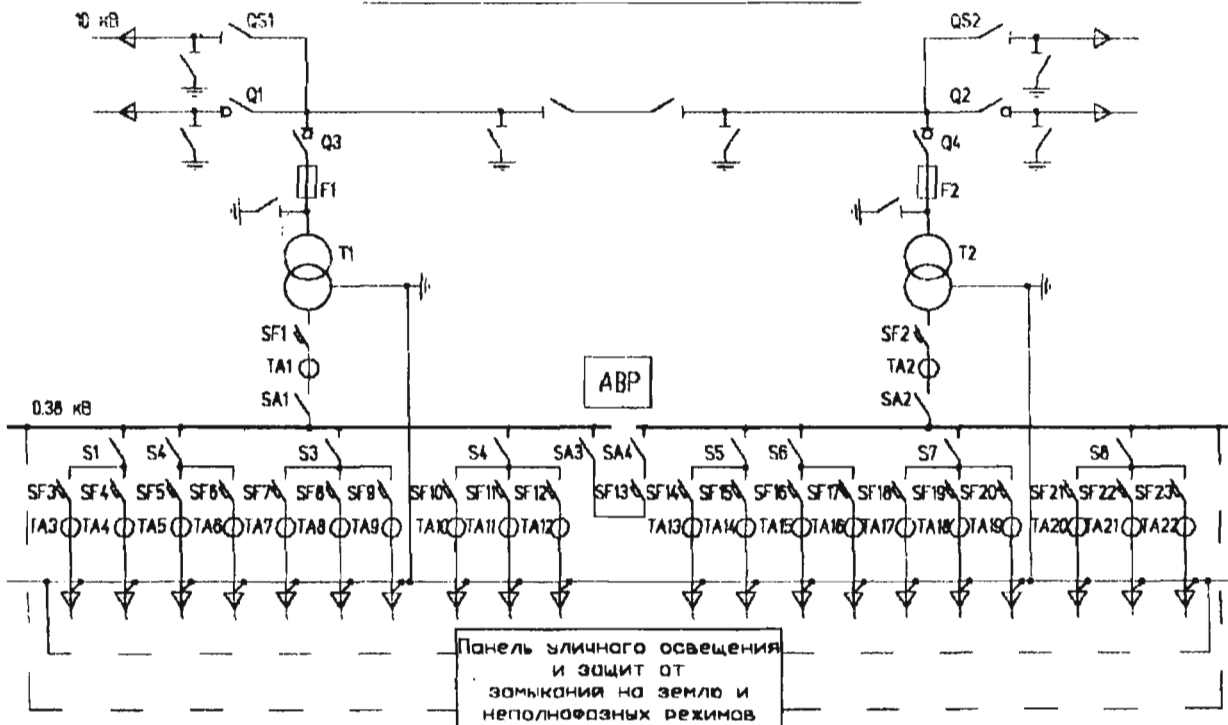 10 кВ QS1 QS2
Q1 Q2
Q3 Q4
F1 F2
T1 T2
SF1 SF2
TA1 АВР TA2
SA1 SA2
0.38 кВ
S1 S4 S3 S4 SA3 SA4 S5 S6 S7 S8
SF3 SF4 SF5 SF6 SF7 SF8 SF9 SF10 SF11 SF12 SF13 SF14 SF15 SF16 SF17 SF18 SF19 SF20 SF21 SF22 SF23
TA3 TA4 TA5 TA6 TA7 TA8 TA9 TA10 TA11 TA12 TA13 TA14 TA15 TA16 TA17 TA18 TA19 TA20 TA21 TA22
Панель уличного освещения
и защит от
замыканий на землю и
неполнофазных режимов